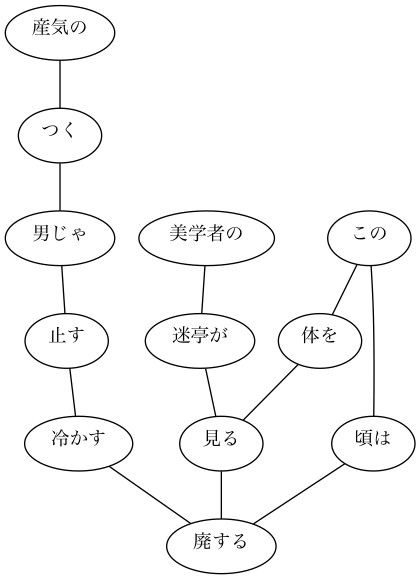 産気の
つく
男じゃ
美学者の
この
止す
迷亭が
体を
冷かす
見る
頃は
廃する